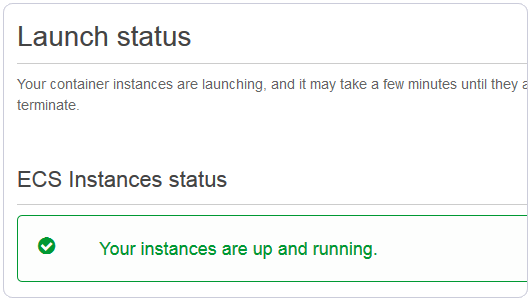 Launch status
Your container instances are launching, and it may take a few minutes until they
terminate.
ECS Instances status
Your instances are up and running.